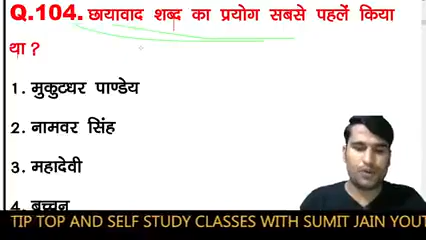 Q.104. छायावाद शब्द का प्रयोग सबसे पहलें किया
था ?
1. मुकुटधर पाण्डेय
2. नामवर सिंह
3. महादेवी
4. बच्चन
TIP TOP AND SELF STUDY CLASSES WITH SUMIT JAIN YOUT